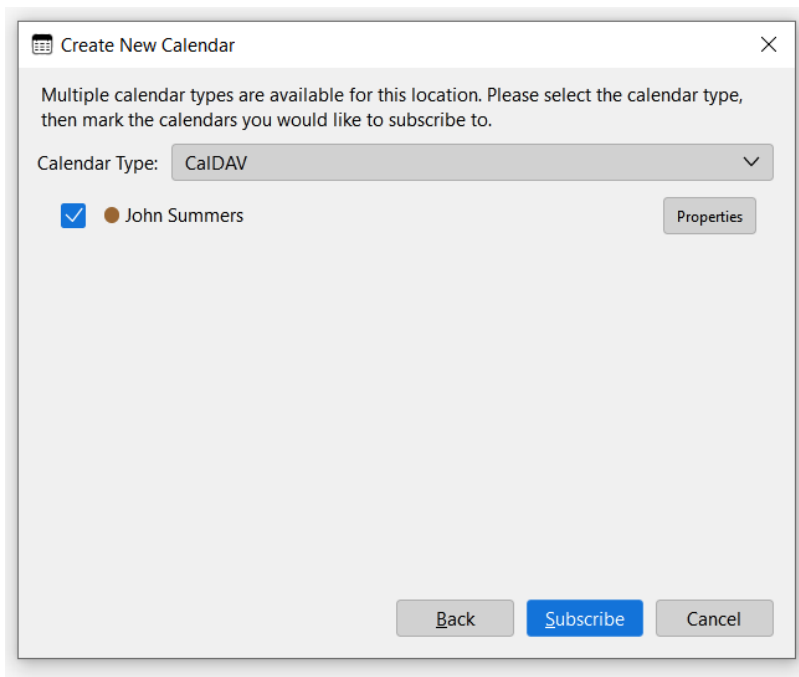 Create New Calendar
Multiple calendar types are available for this location. Please select the calendar type,
then mark the calendars you would like to subscribe to.
Calendar Type: CalDAV
John Summers Properties
Back Subscribe Cancel